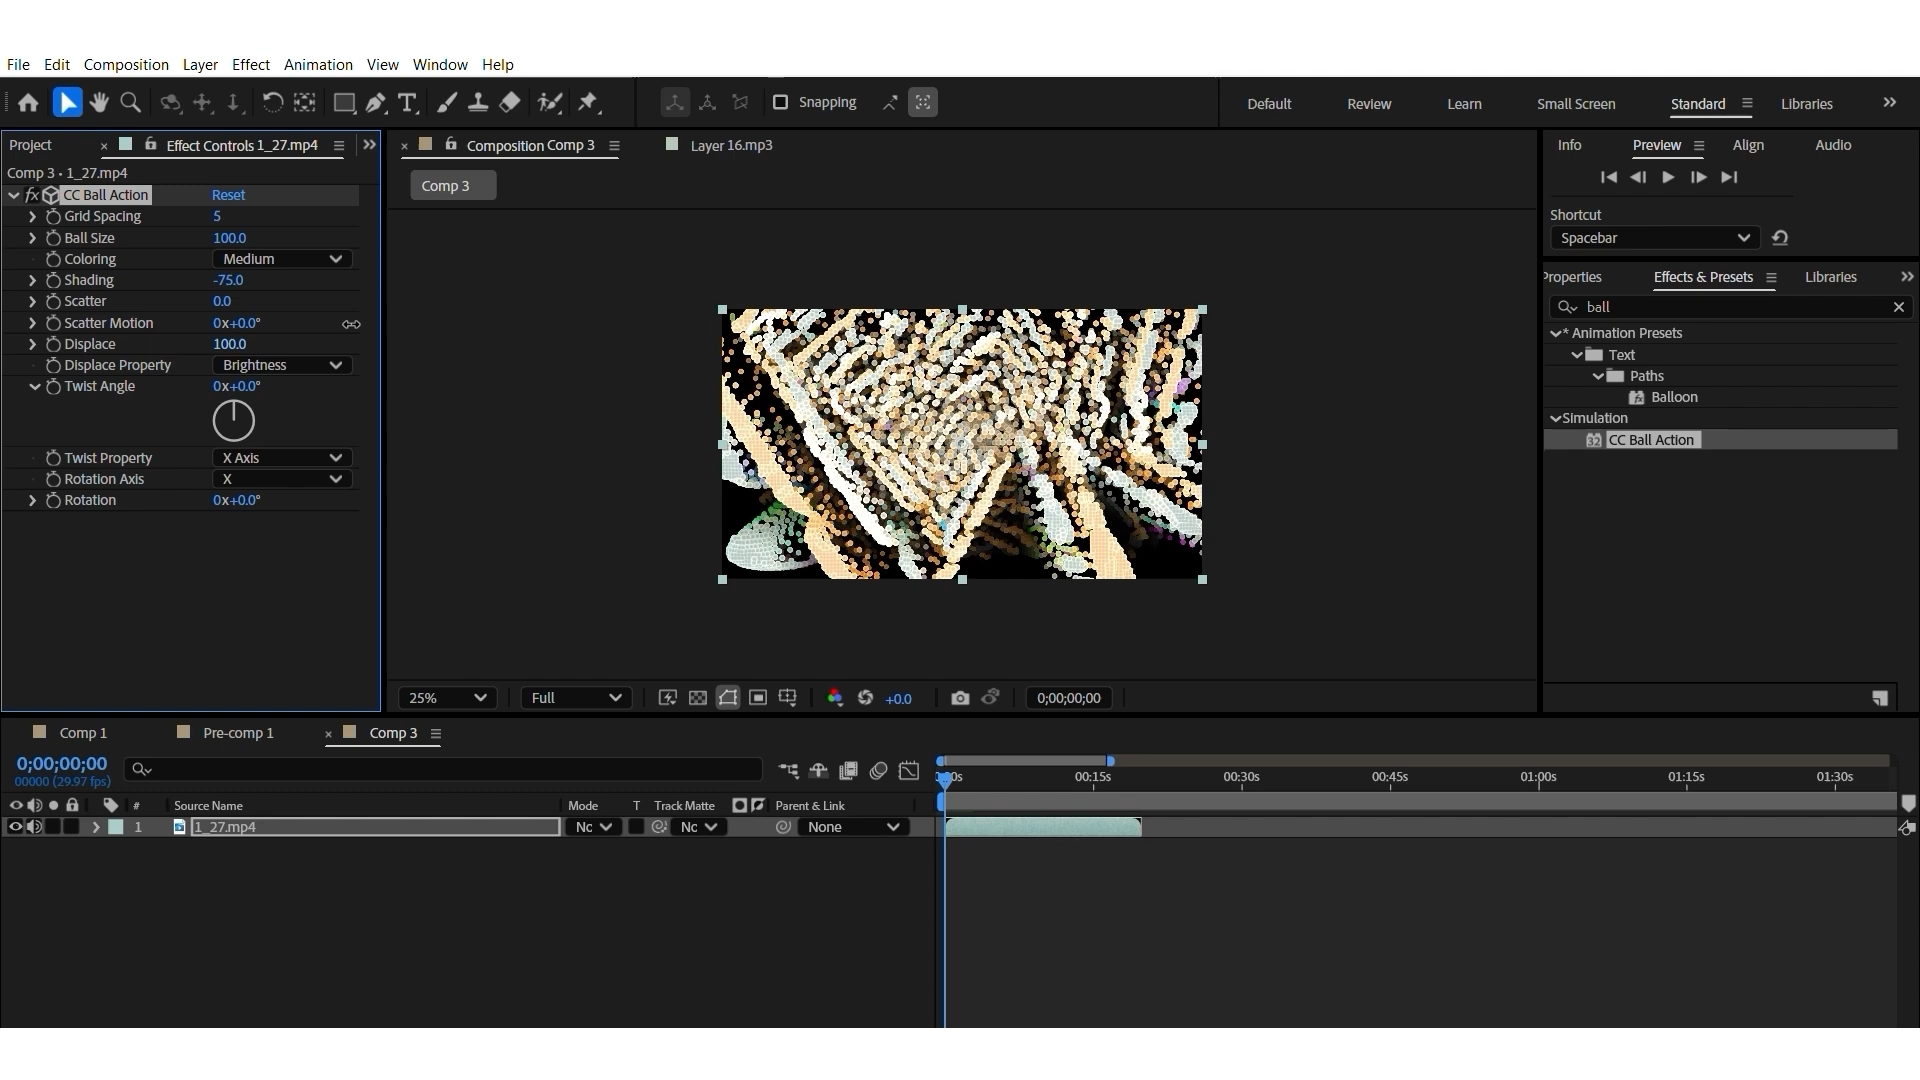 File Edit Composition Layer Effect Animation View Window Help
Snapping Default Review Learn Small Screen Standard Libraries
Project Effect Controls 1_27.mp4
Comp 3 • 1_27.mp4
fx CC Ball Action Reset
Grid Spacing 5
Ball Size 100.0
Coloring Medium
Shading -75.0
Scatter 0.0
Scatter Motion 0x+0.0°
Displace 100.0
Displace Property Brightness
Twist Angle 0x+0.0°
Twist Property X Axis
Rotation Axis X
Rotation 0x+0.0°
Composition Comp 3 Layer 16.mp3
Comp 3
25% Full +0.0 0;00;00;00
Info Preview Align Audio
Shortcut
Spacebar
Properties Effects & Presets Libraries
ball
* Animation Presets
Text
Paths
Balloon
Simulation
32 CC Ball Action
Comp 1 Pre-comp 1 Comp 3
0;00;00;00
00000 (29.97 fps)
00:15s 00:30s 00:45s 01:00s 01:15s 01:30s
# Source Name Mode T Track Matte Parent & Link
1 1_27.mp4 Nc Nc None